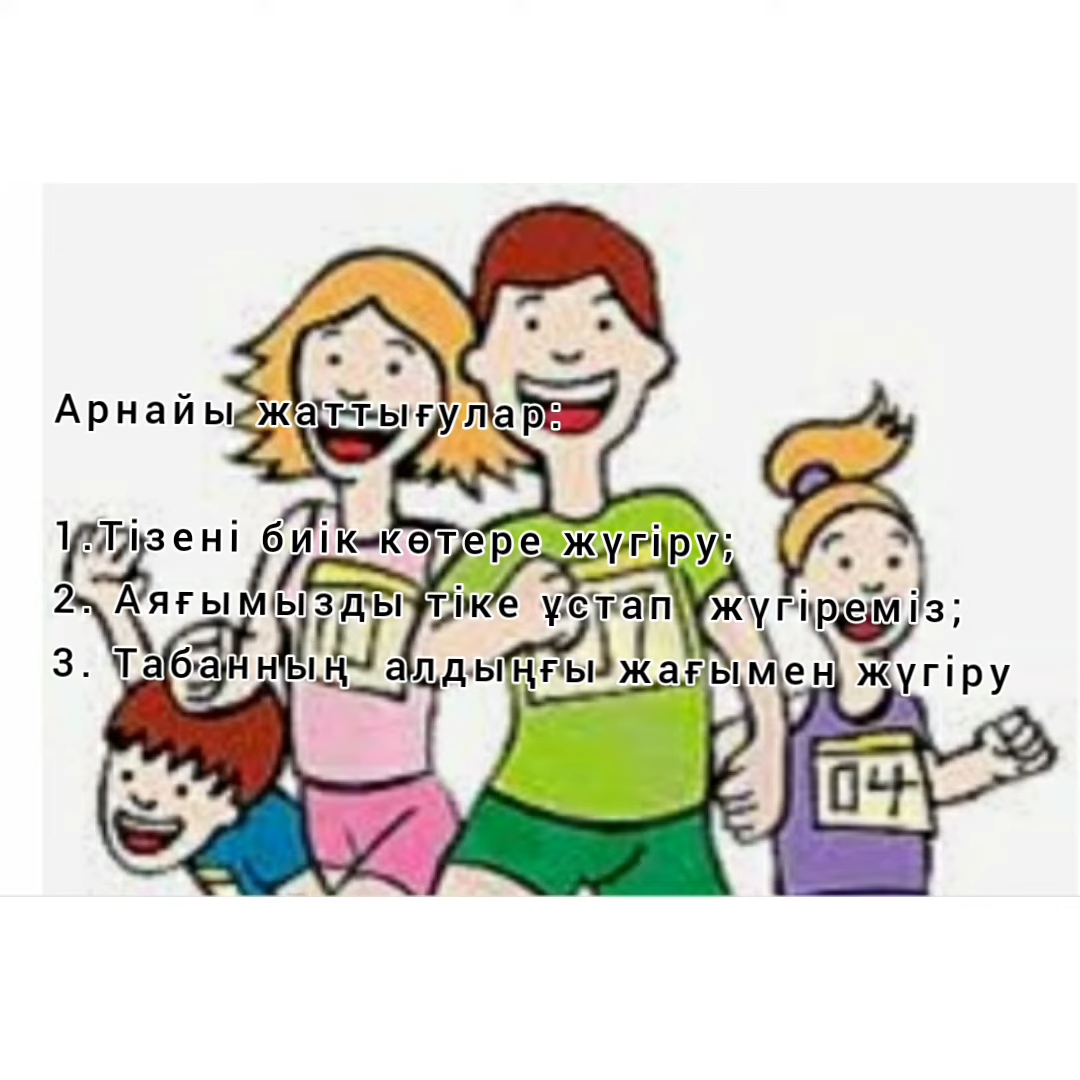 Арнайы жаттығулар:
1.Тізені биік көтере жүгіру;
2. Аяғымызды тіке ұстап жүгіреміз;
3. Табанның алдыңғы жағымен жүгіру
04